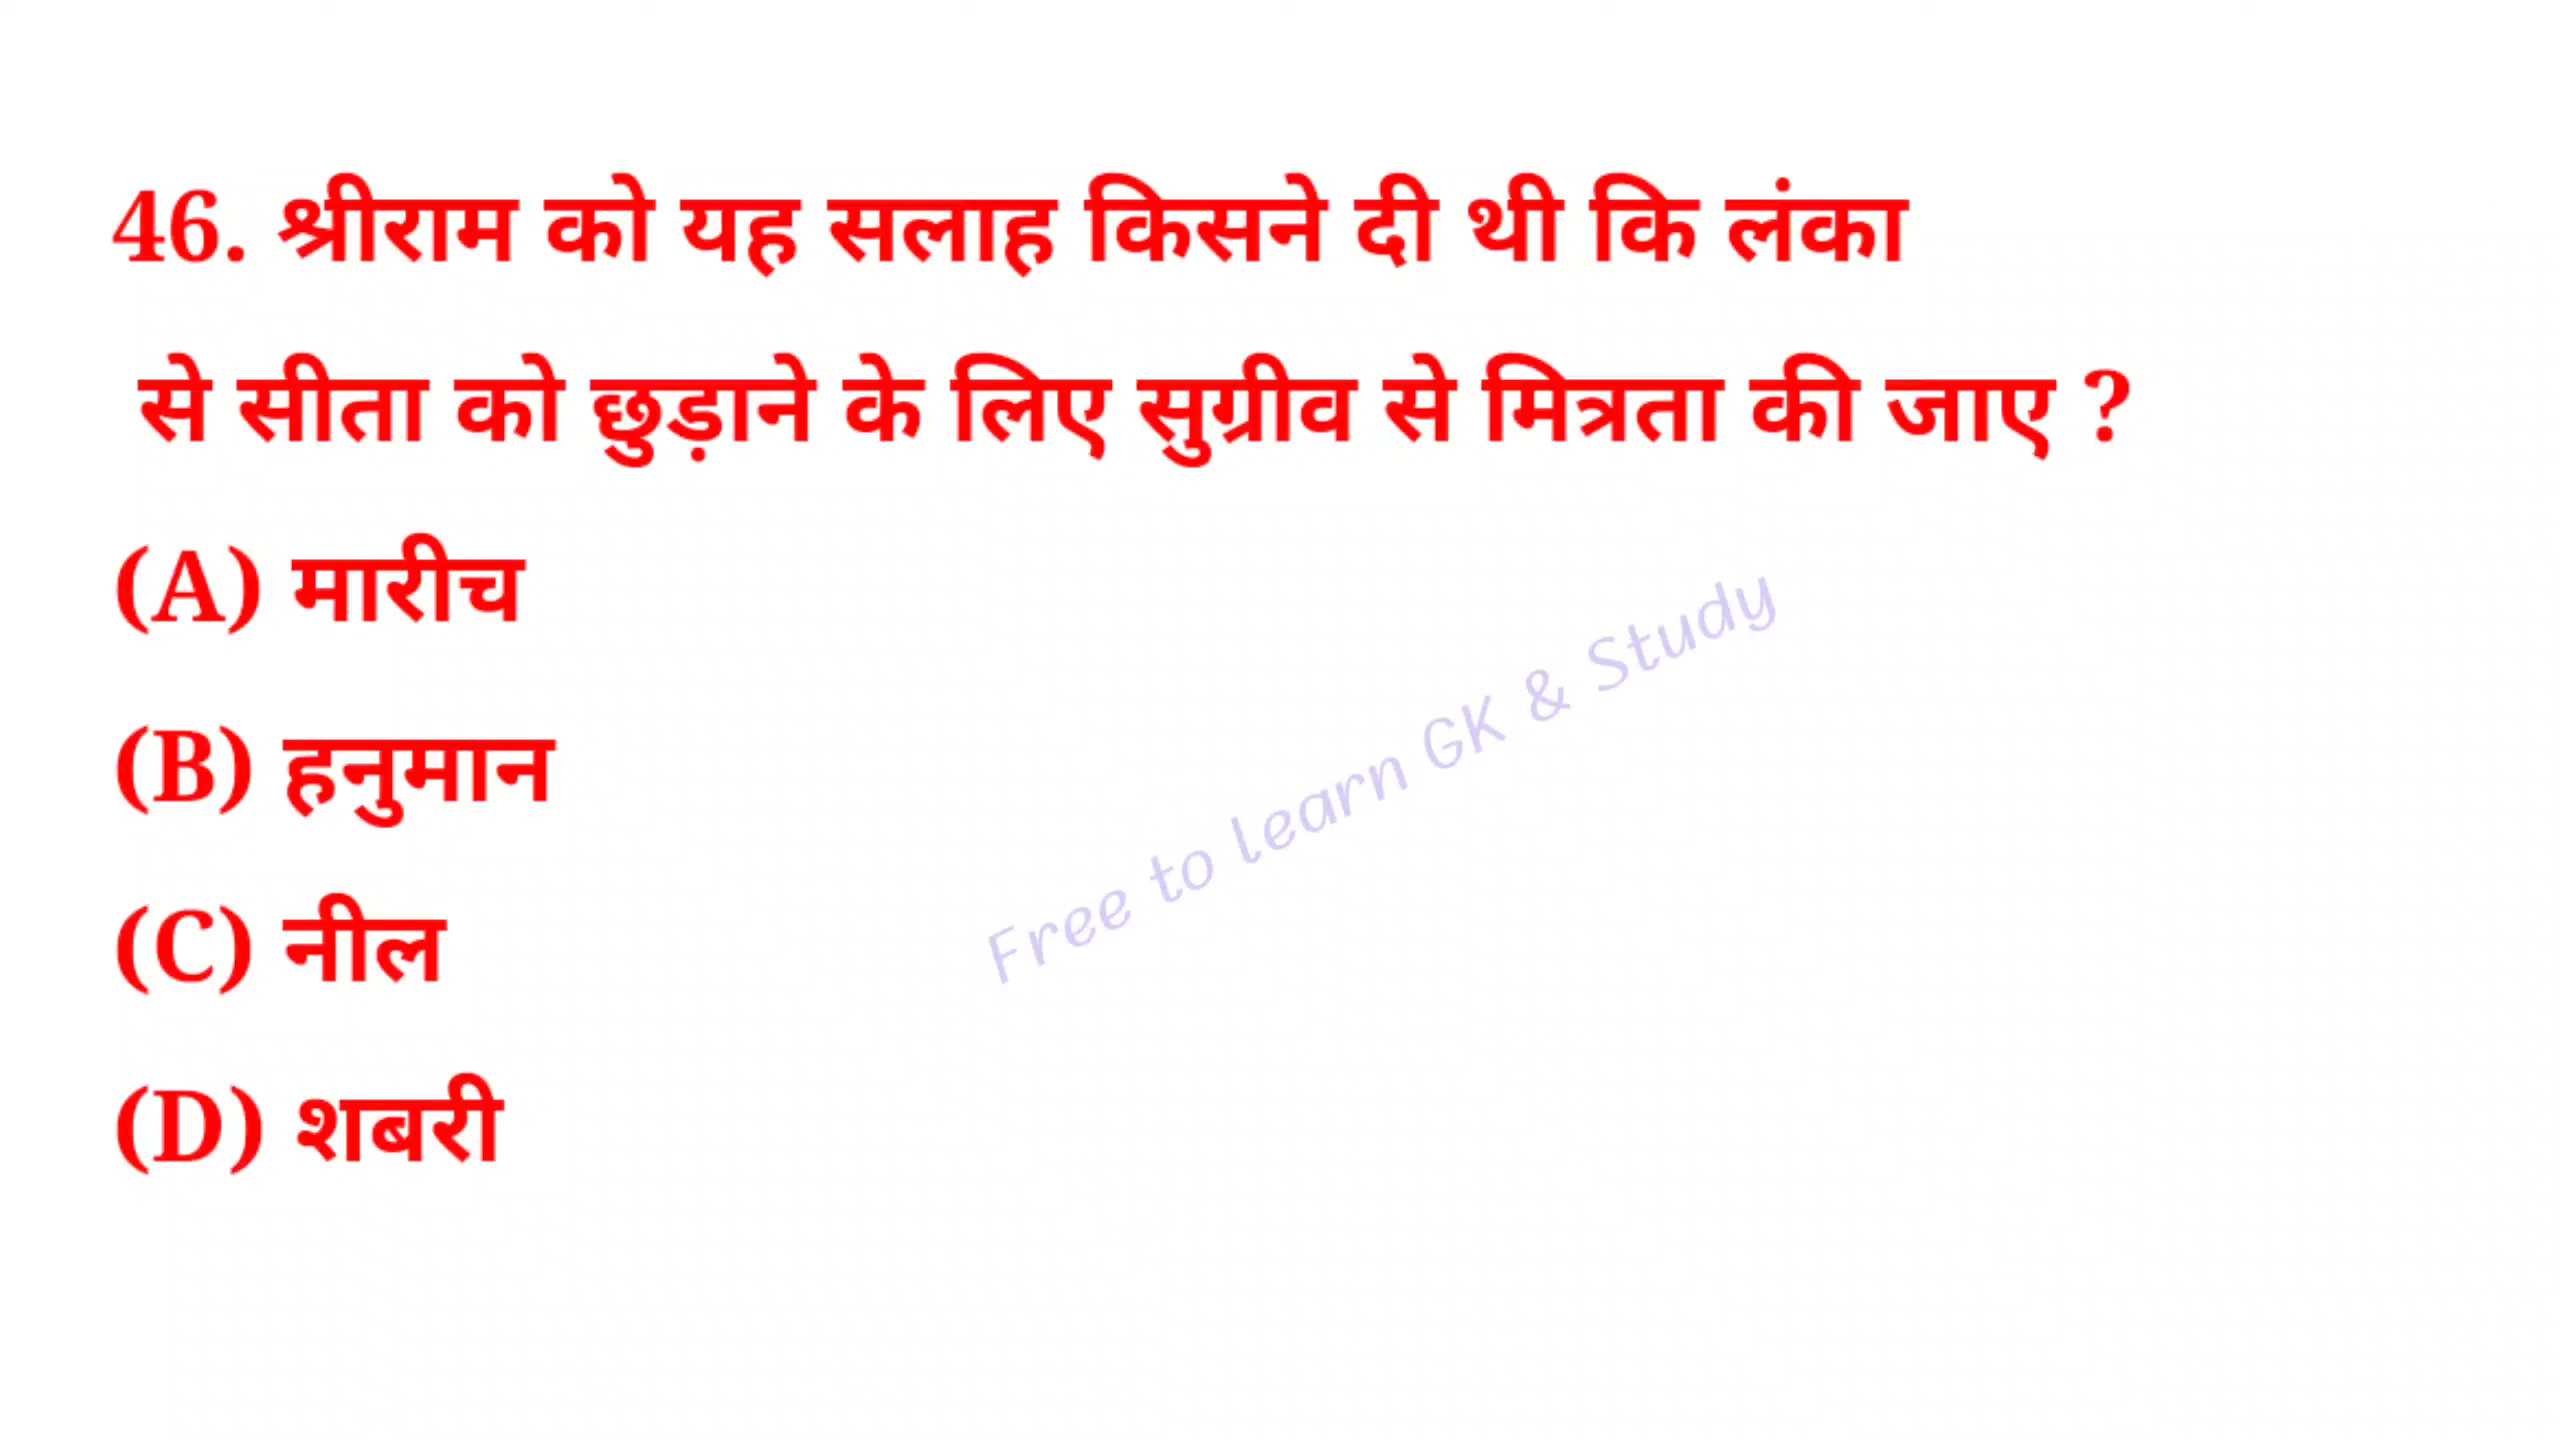 46. श्रीराम को यह सलाह किसने दी थी कि लंका
से सीता को छुड़ाने के लिए सुग्रीव से मित्रता की जाए ?
(A) मारीच
(B) हनुमान
(C) नील
(D) शबरी
Free to learn GK & Study